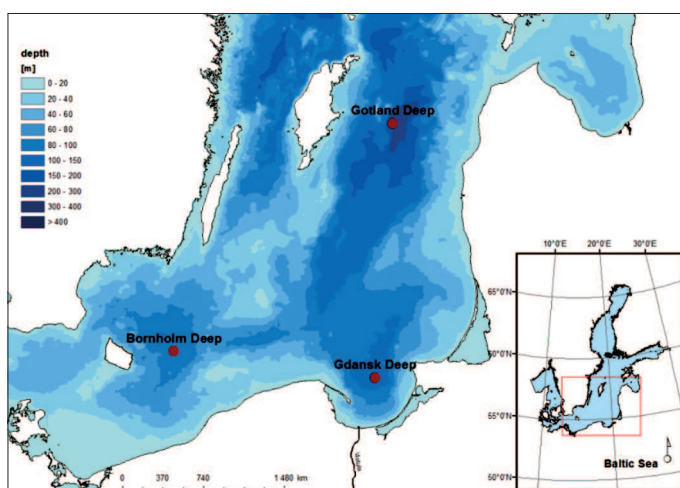 depth
[m]
0 - 20
20 - 40
40 - 60
60 - 80
80 - 100
100 - 150
150 - 200
200 - 300
300 - 400
> 400
Gotland Deep
Bornholm Deep
Gdansk Deep
0 370 740 1 480 km
10°0'E 20°0'E 30°0'E
65°0'N
60°0'N
55°0'N
50°0'N
Baltic Sea